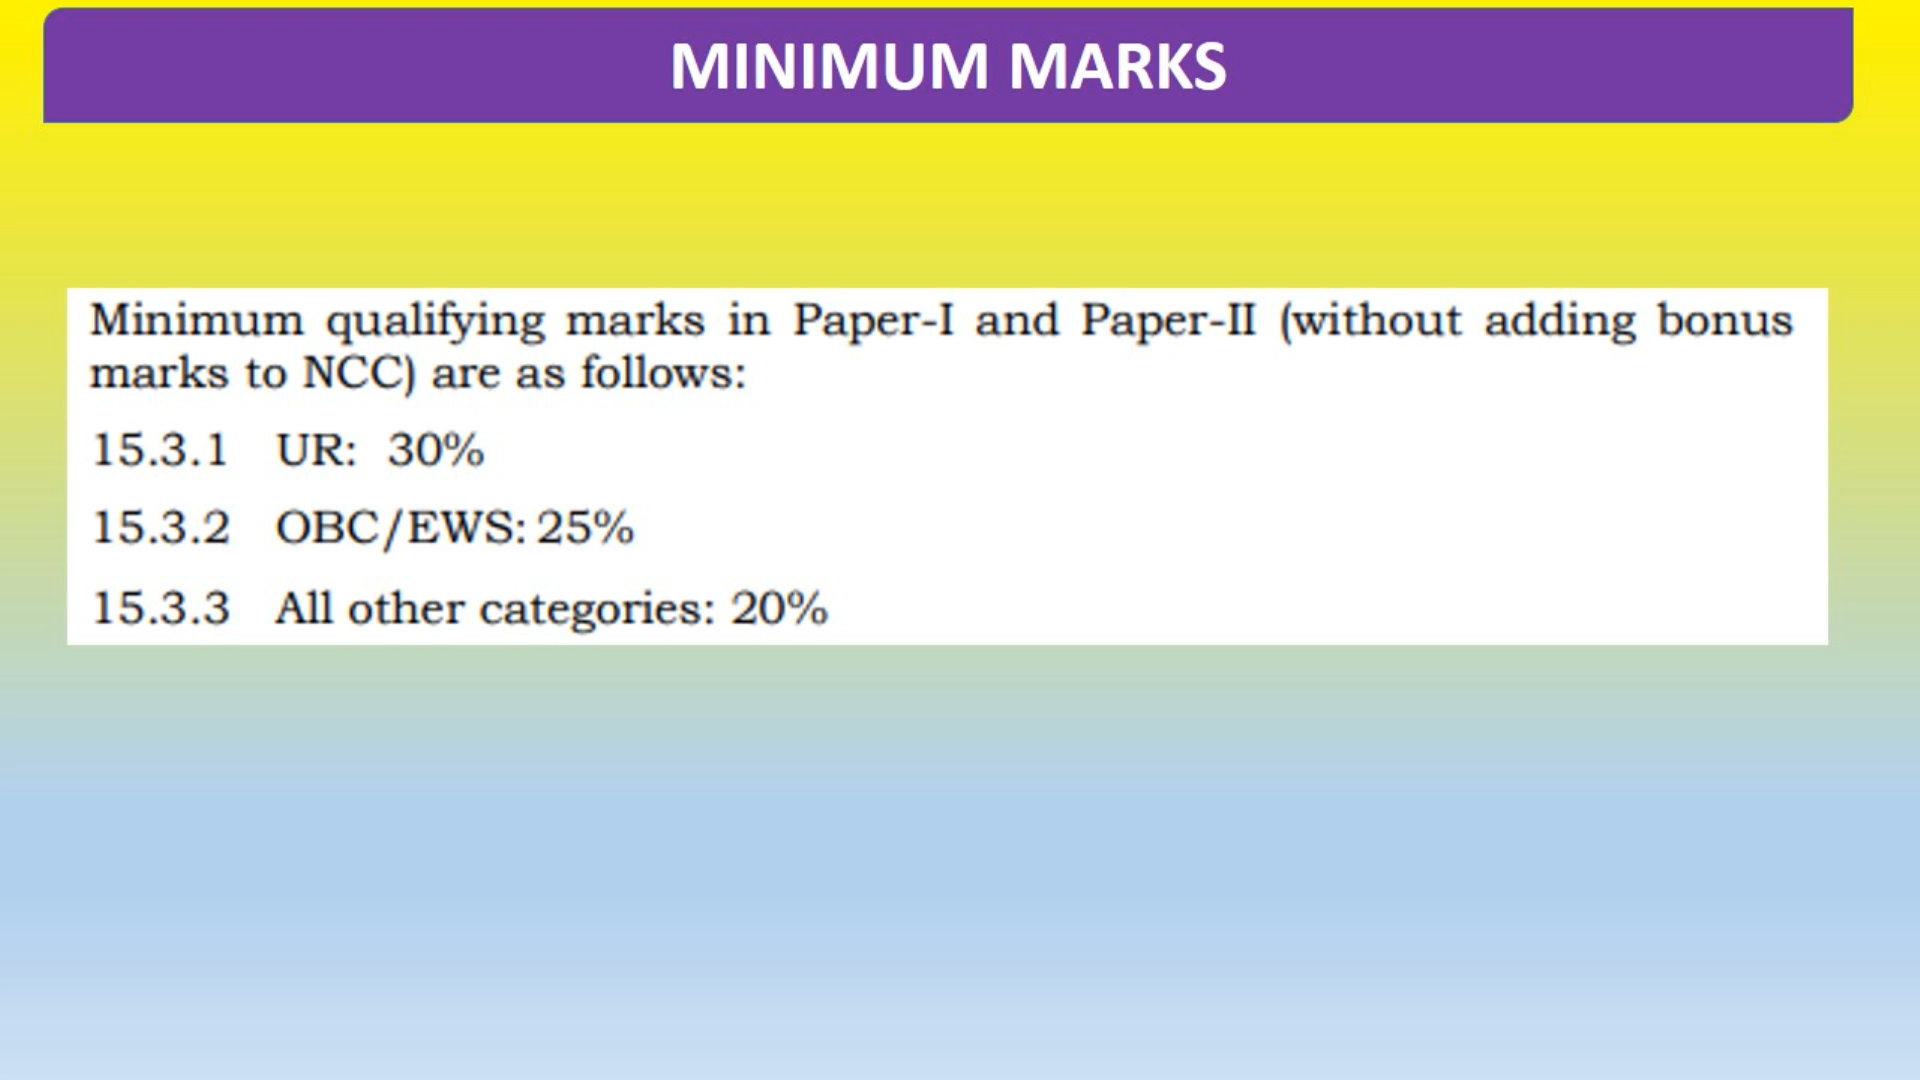 MINIMUM MARKS
Minimum qualifying marks in Paper-I and Paper-II (without adding bonus
marks to NCC) are as follows:
15.3.1 UR: 30%
15.3.2 OBC/EWS: 25%
15.3.3 All other categories: 20%